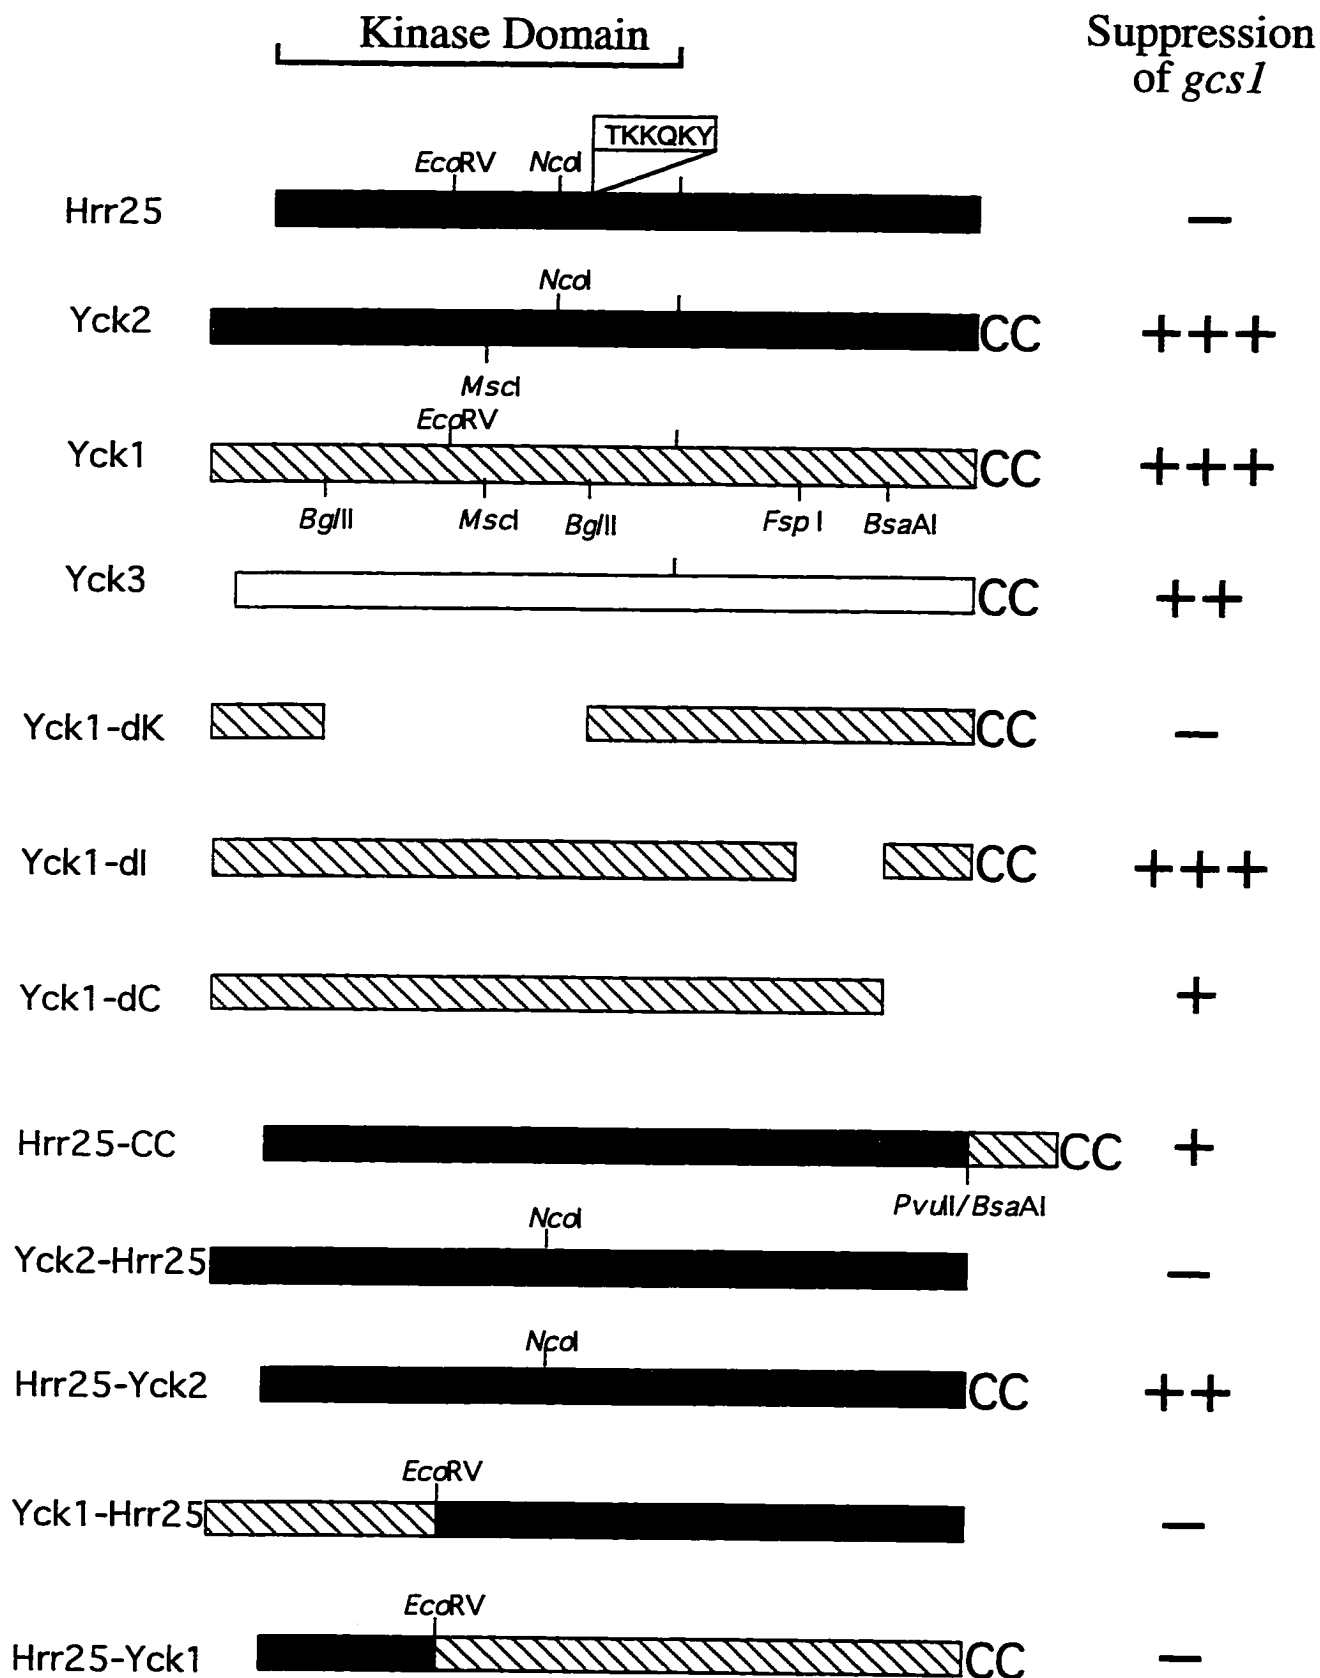 Kinase Domain
Suppression
of gcs1
TKKQKY
EcoRV NcoI
Hrr25 —
NcoI
Yck2 CC +++
MscI
EcoRV
Yck1 CC +++
BglII MscI BglII Fsp I BsaAI
Yck3 CC ++
Yck1-dK CC —
Yck1-dI CC +++
Yck1-dC +
Hrr25-CC CC +
PvuII/BsaAI
NcoI
Yck2-Hrr25 —
NcoI
Hrr25-Yck2 CC ++
EcoRV
Yck1-Hrr25 —
EcoRV
Hrr25-Yck1 CC —